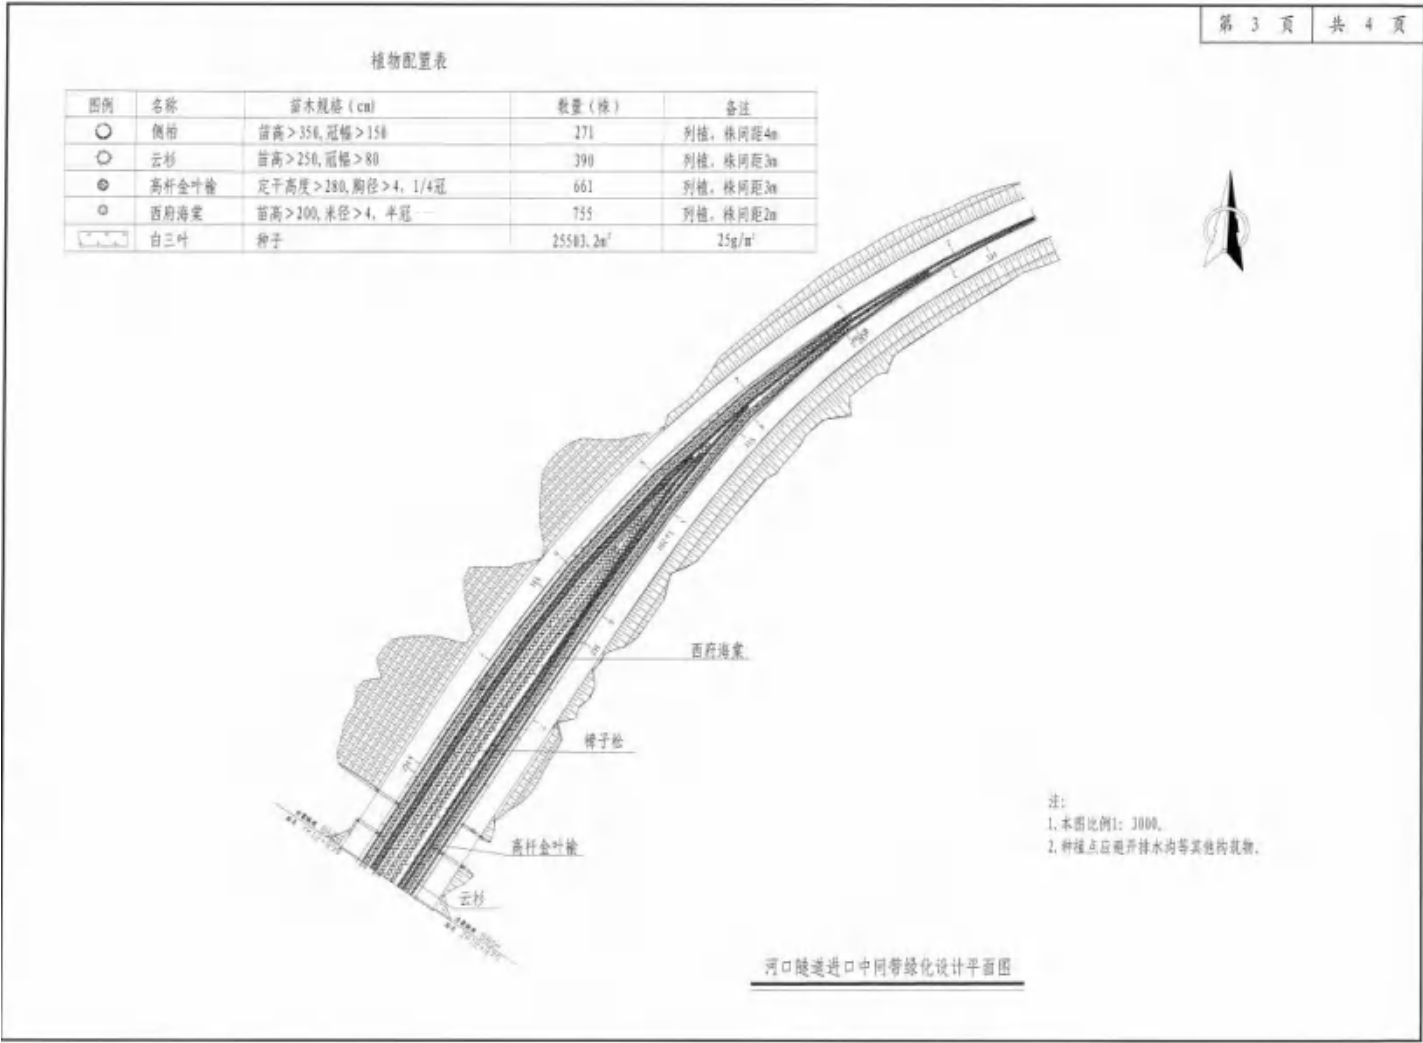 第 3 页 共 4 页
植物配置表
图例 名称 苗木规格(cm) 数量(株) 备注
侧柏 苗高>350,冠幅>150 271 列植,株间距4m
云杉 苗高>250,冠幅>80 390 列植,株间距3m
高杆金叶榆 定干高度>280,胸径>4,1/4冠 661 列植,株间距3m
西府海棠 苗高>200,米径>4,半冠 755 列植,株间距2m
白三叶 种子 25503.2m² 25g/m²
西府海棠
樟子松
高杆金叶榆
云杉
注:
1.本图比例1:3000。
2.种植点应避开排水沟等其他构筑物。
河口隧道进口中间带绿化设计平面图